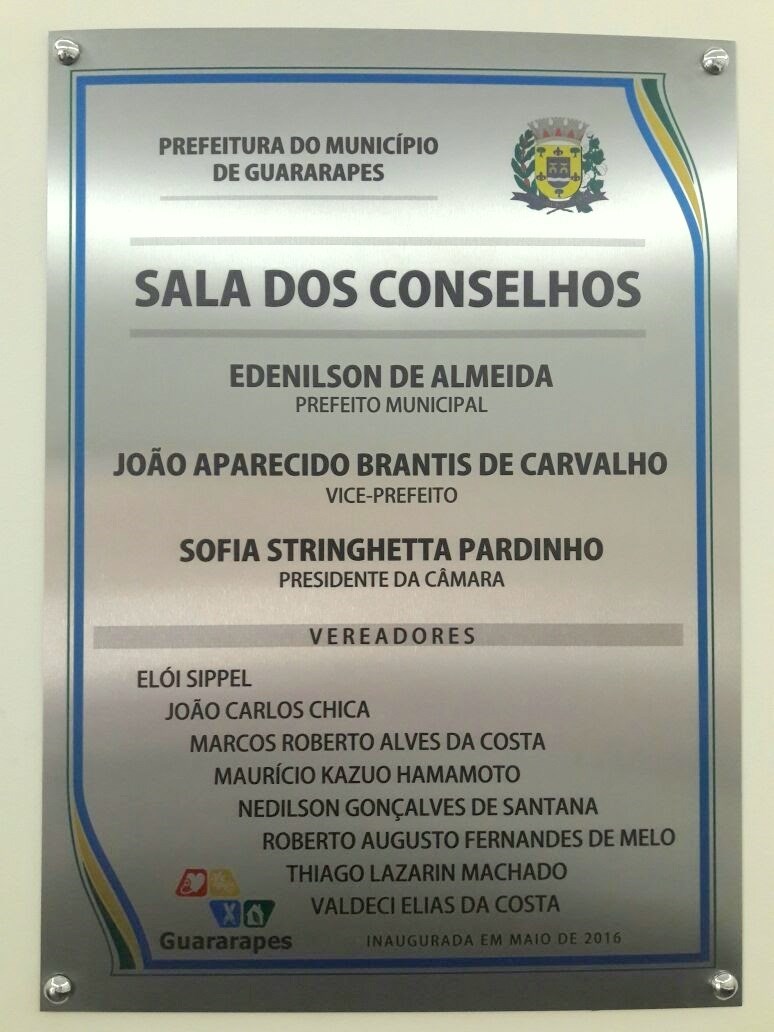 PREFEITURA DO MUNICÍPIO
DE GUARARAPES
SALA DOS CONSELHOS
EDENILSON DE ALMEIDA
PREFEITO MUNICIPAL
JOÃO APARECIDO BRANTIS DE CARVALHO
VICE-PREFEITO
SOFIA STRINGHETTA PARDINHO
PRESIDENTE DA CÂMARA
VEREADORES
ELÓI SIPPEL
JOÃO CARLOS CHICA
MARCOS ROBERTO ALVES DA COSTA
MAURÍCIO KAZUO HAMAMOTO
NEDILSON GONÇALVES DE SANTANA
ROBERTO AUGUSTO FERNANDES DE MELO
THIAGO LAZARIN MACHADO
VALDECI ELIAS DA COSTA
Guararapes
INAUGURADA EM MAIO DE 2016